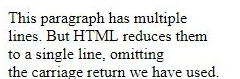 This paragraph has multiple
lines. But HTML reduces them
to a single line, omitting
the carriage return we have used.